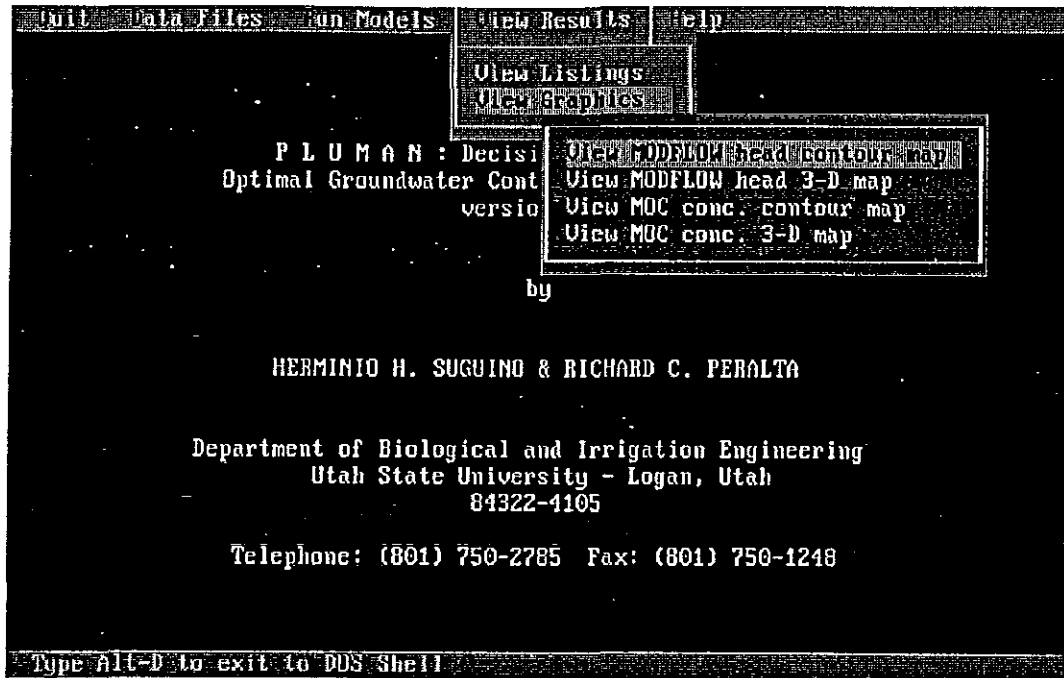 Quit Data Files Run Models View Results Help
View Listings
View Graphics
View MODFLOW head contour map
View MODFLOW head 3-D map
View MOC conc. contour map
View MOC conc. 3-D map
P L U M A N : Decisi
Optimal Groundwater Cont
versio
by
HERMINIO H. SUGUINO & RICHARD C. PERALTA
Department of Biological and Irrigation Engineering
Utah State University - Logan, Utah
84322-4105
Telephone: (801) 750-2785 Fax: (801) 750-1248
Type Alt-D to exit to DOS Shell